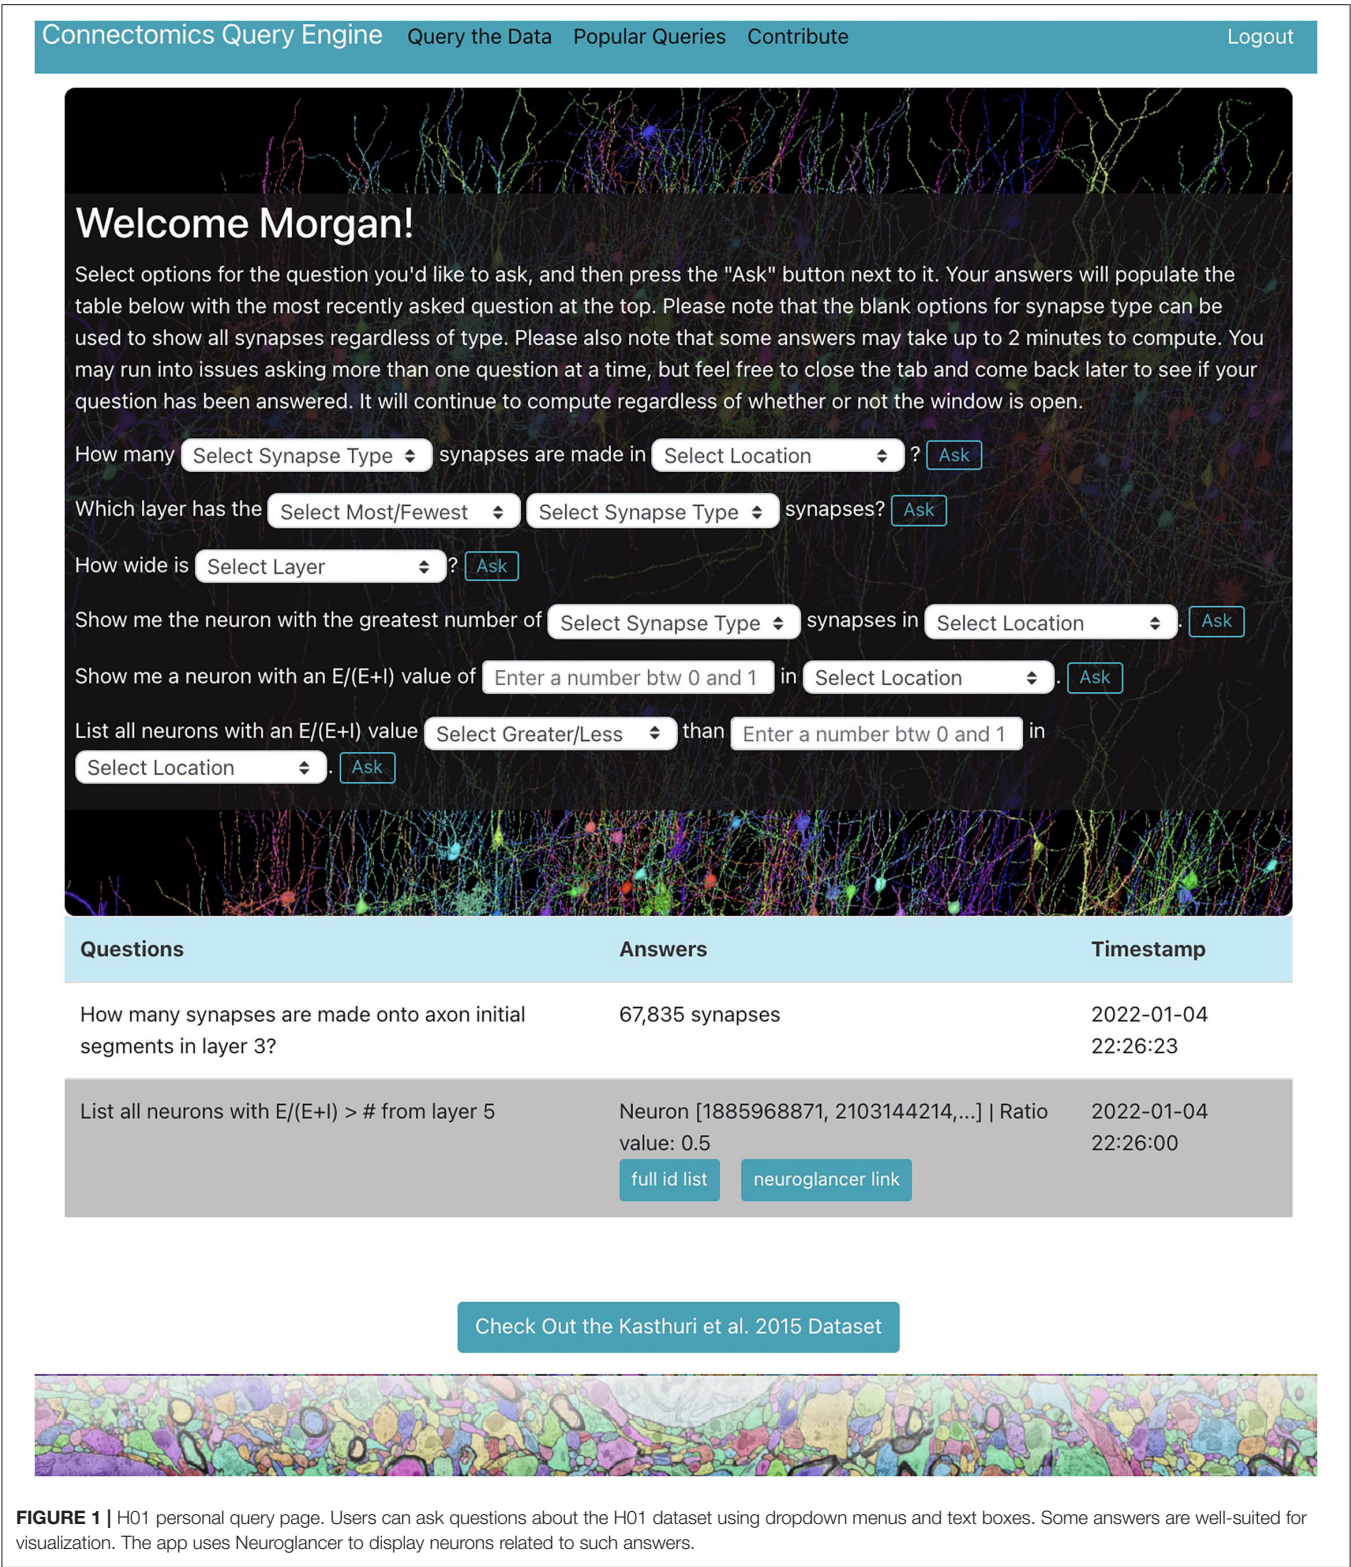 Connectomics Query Engine Query the Data Popular Queries Contribute Logout
Welcome Morgan!
Select options for the question you'd like to ask, and then press the "Ask" button next to it. Your answers will populate the
table below with the most recently asked question at the top. Please note that the blank options for synapse type can be
used to show all synapses regardless of type. Please also note that some answers may take up to 2 minutes to compute. You
may run into issues asking more than one question at a time, but feel free to close the tab and come back later to see if your
question has been answered. It will continue to compute regardless of whether or not the window is open.
How many Select Synapse Type synapses are made in Select Location ? Ask
Which layer has the Select Most/Fewest Select Synapse Type synapses? Ask
How wide is Select Layer ? Ask
Show me the neuron with the greatest number of Select Synapse Type synapses in Select Location . Ask
Show me a neuron with an E/(E+I) value of Enter a number btw 0 and 1 in Select Location . Ask
List all neurons with an E/(E+I) value Select Greater/Less than Enter a number btw 0 and 1 in
Select Location . Ask
Questions Answers Timestamp
How many synapses are made onto axon initial 67,835 synapses 2022-01-04
segments in layer 3? 22:26:23
List all neurons with E/(E+I) > # from layer 5 Neuron [1885968871, 2103144214,...] | Ratio 2022-01-04
value: 0.5 22:26:00
full id list neuroglancer link
Check Out the Kasthuri et al. 2015 Dataset
FIGURE 1 | H01 personal query page. Users can ask questions about the H01 dataset using dropdown menus and text boxes. Some answers are well-suited for
visualization. The app uses Neuroglancer to display neurons related to such answers.